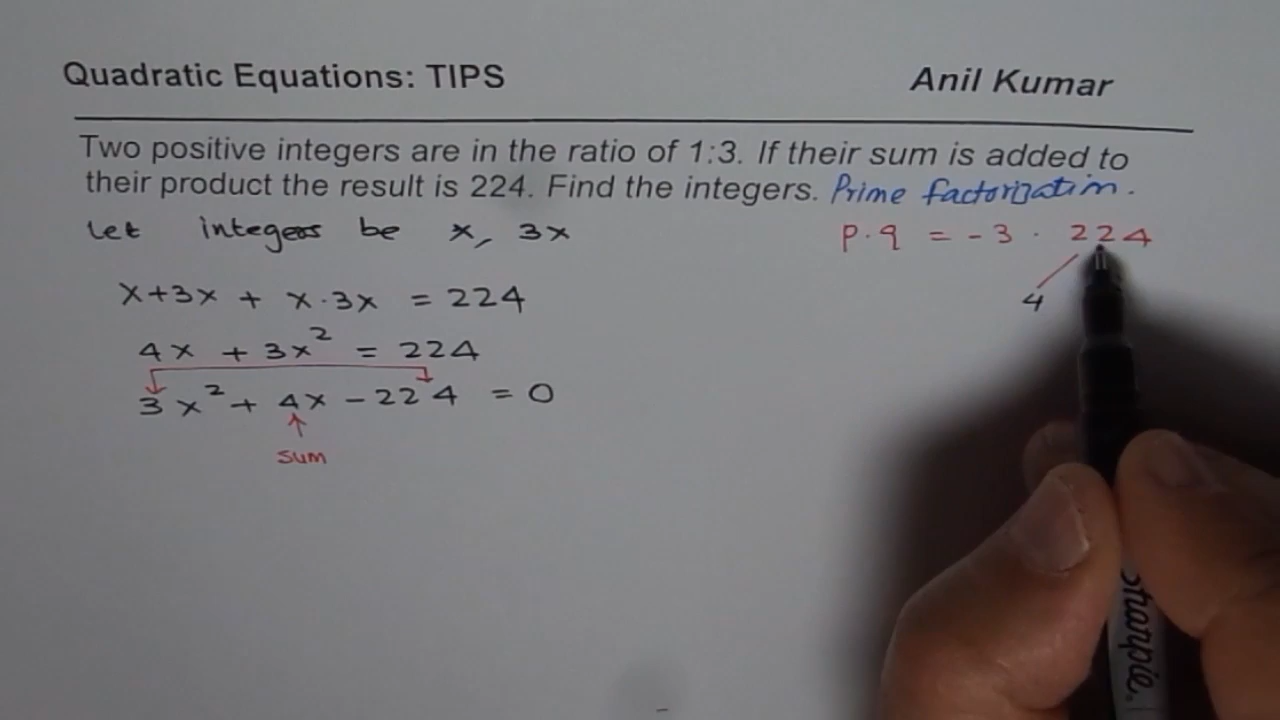 Quadratic Equations: TIPS Anil Kumar
Two positive integers are in the ratio of 1:3. If their sum is added to
their product the result is 224. Find the integers. Prime factorization.
Let integers be x, 3x
p.q = -3 · 224
4
x+3x + x·3x = 224
4x + 3x² = 224
3x² + 4x - 224 = 0
sum
Sharpie.